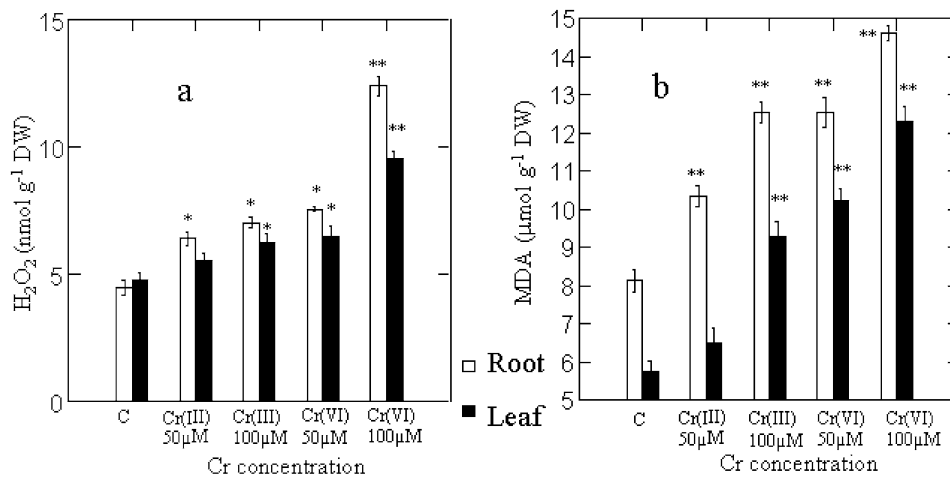 15
10
5
0
H₂O₂ (nmol g⁻¹ DW)
a
*
*
*
*
*
**
**
C
Cr(III) 50µM
Cr(III) 100µM
Cr(VI) 50µM
Cr(VI) 100µM
Cr concentration
Root
Leaf
15
14
13
12
11
10
9
8
7
6
5
MDA (µmol g⁻¹ DW)
b
**
**
**
**
**
**
**
C
Cr(III) 50µM
Cr(III) 100µM
Cr(VI) 50µM
Cr(VI) 100µM
Cr concentration